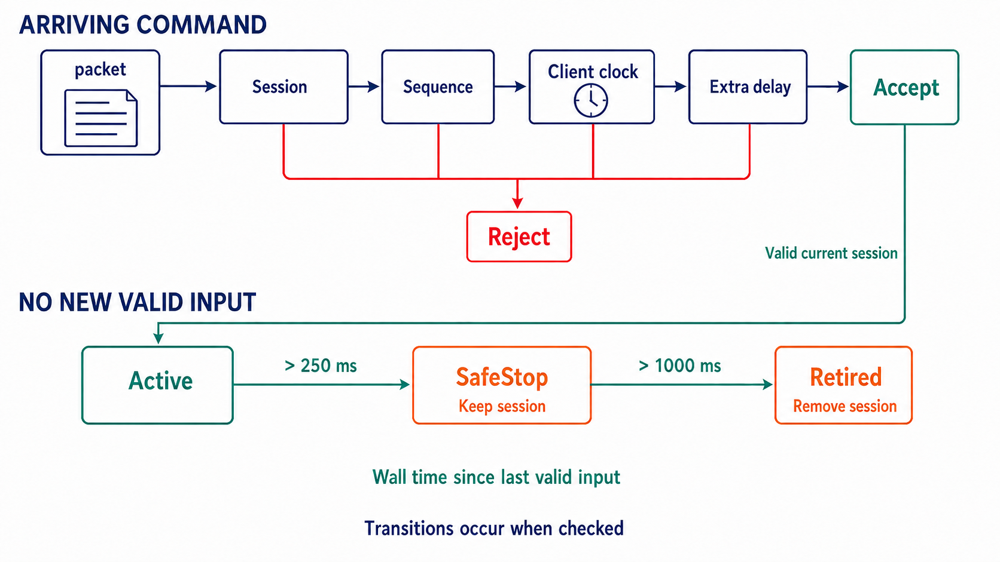 ARRIVING COMMAND
packet
Session
Sequence
Client clock
Extra delay
Accept
Reject
Valid current session
NO NEW VALID INPUT
Active
> 250 ms
SafeStop
Keep session
> 1000 ms
Retired
Remove session
Wall time since last valid input
Transitions occur when checked